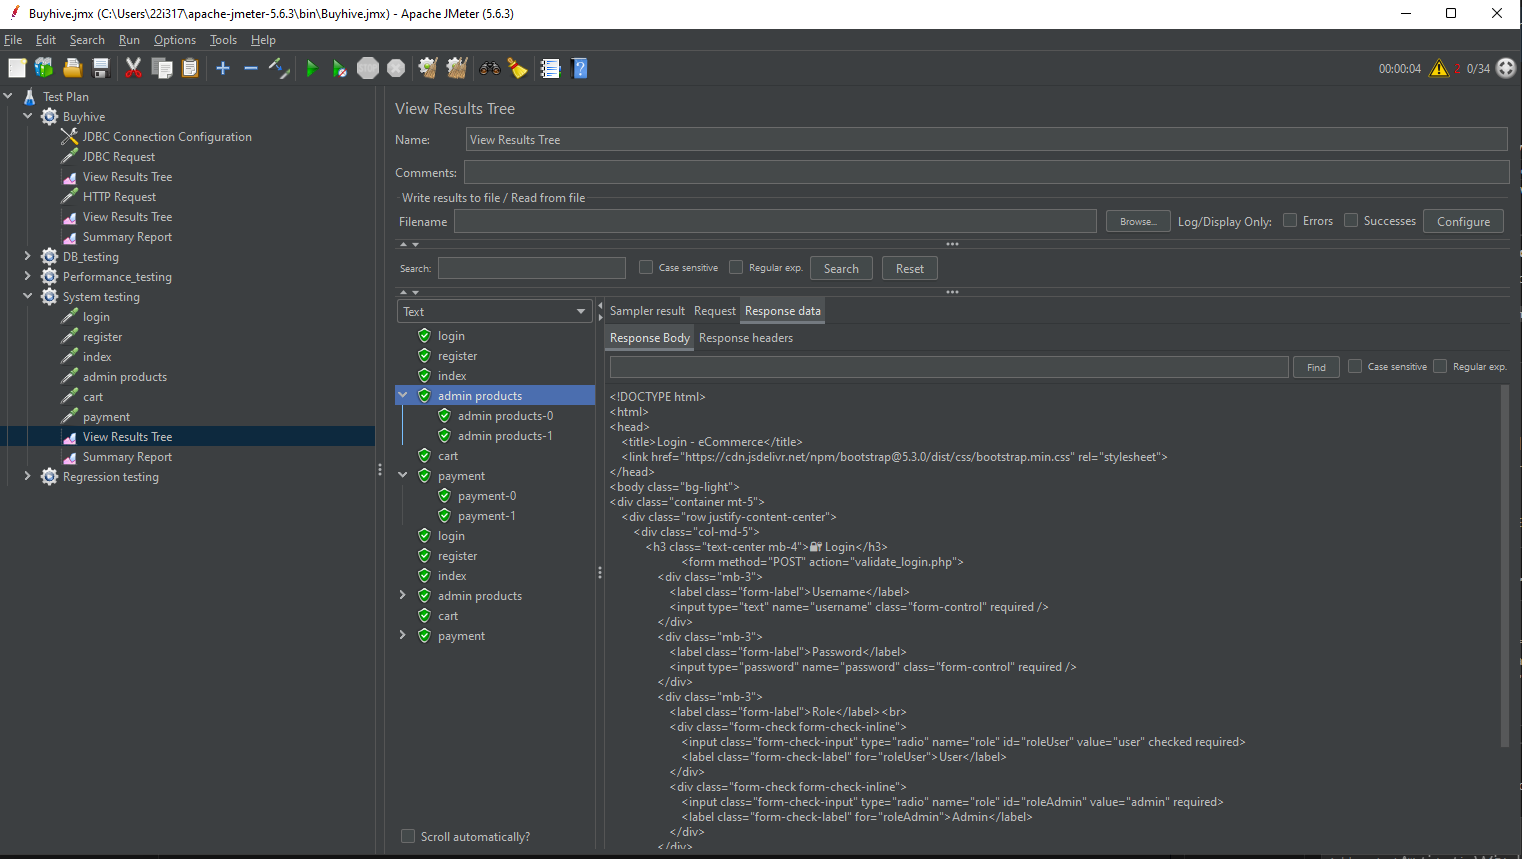 Buyhive.jmx (C:\Users\22i317\apache-jmeter-5.6.3\bin\Buyhive.jmx) - Apache JMeter (5.6.3)
File Edit Search Run Options Tools Help
00:00:04 2 0/34
Test Plan
Buyhive
JDBC Connection Configuration
JDBC Request
View Results Tree
HTTP Request
View Results Tree
Summary Report
DB_testing
Performance_testing
System testing
login
register
index
admin products
cart
payment
View Results Tree
Summary Report
Regression testing
View Results Tree
Name: View Results Tree
Comments:
Write results to file / Read from file
Filename Browse... Log/Display Only: Errors Successes Configure
Search: Case sensitive Regular exp. Search Reset
Text
login
register
index
admin products
admin products-0
admin products-1
cart
payment
payment-0
payment-1
login
register
index
admin products
cart
payment
Scroll automatically?
Sampler result Request Response data
Response Body Response headers
Find Case sensitive Regular exp.
<!DOCTYPE html>
<html>
<head>
<title>Login - eCommerce</title>
<link href="https://cdn.jsdelivr.net/npm/bootstrap@5.3.0/dist/css/bootstrap.min.css" rel="stylesheet">
</head>
<body class="bg-light">
<div class="container mt-5">
<div class="row justify-content-center">
<div class="col-md-5">
<h3 class="text-center mb-4">🔐 Login</h3>
<form method="POST" action="validate_login.php">
<div class="mb-3">
<label class="form-label">Username</label>
<input type="text" name="username" class="form-control" required />
</div>
<div class="mb-3">
<label class="form-label">Password</label>
<input type="password" name="password" class="form-control" required />
</div>
<div class="mb-3">
<label class="form-label">Role</label><br>
<div class="form-check form-check-inline">
<input class="form-check-input" type="radio" name="role" id="roleUser" value="user" checked required>
<label class="form-check-label" for="roleUser">User</label>
</div>
<div class="form-check form-check-inline">
<input class="form-check-input" type="radio" name="role" id="roleAdmin" value="admin" required>
<label class="form-check-label" for="roleAdmin">Admin</label>
</div>
</div>